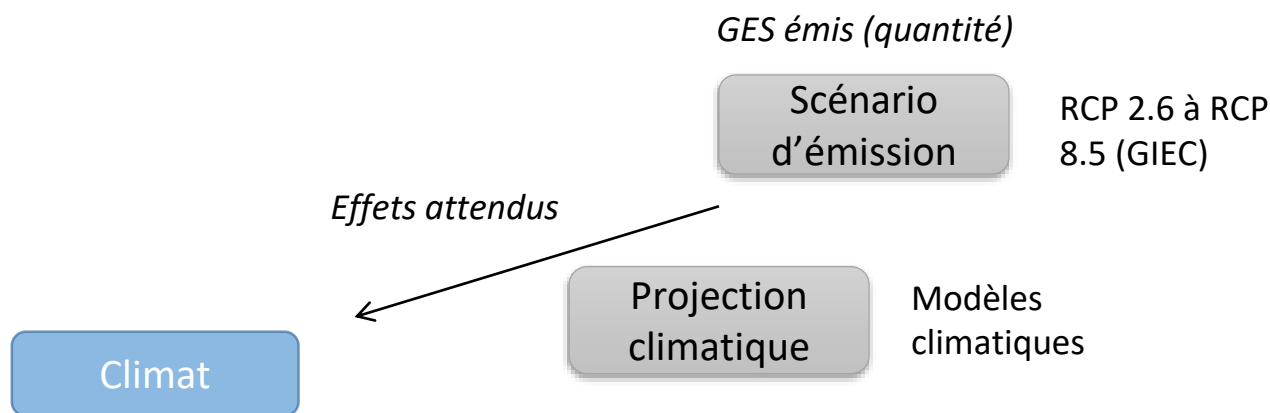 GES émis (quantité)
Scénario
d’émission
RCP 2.6 à RCP
8.5 (GIEC)
Effets attendus
Projection
climatique
Modèles
climatiques
Climat